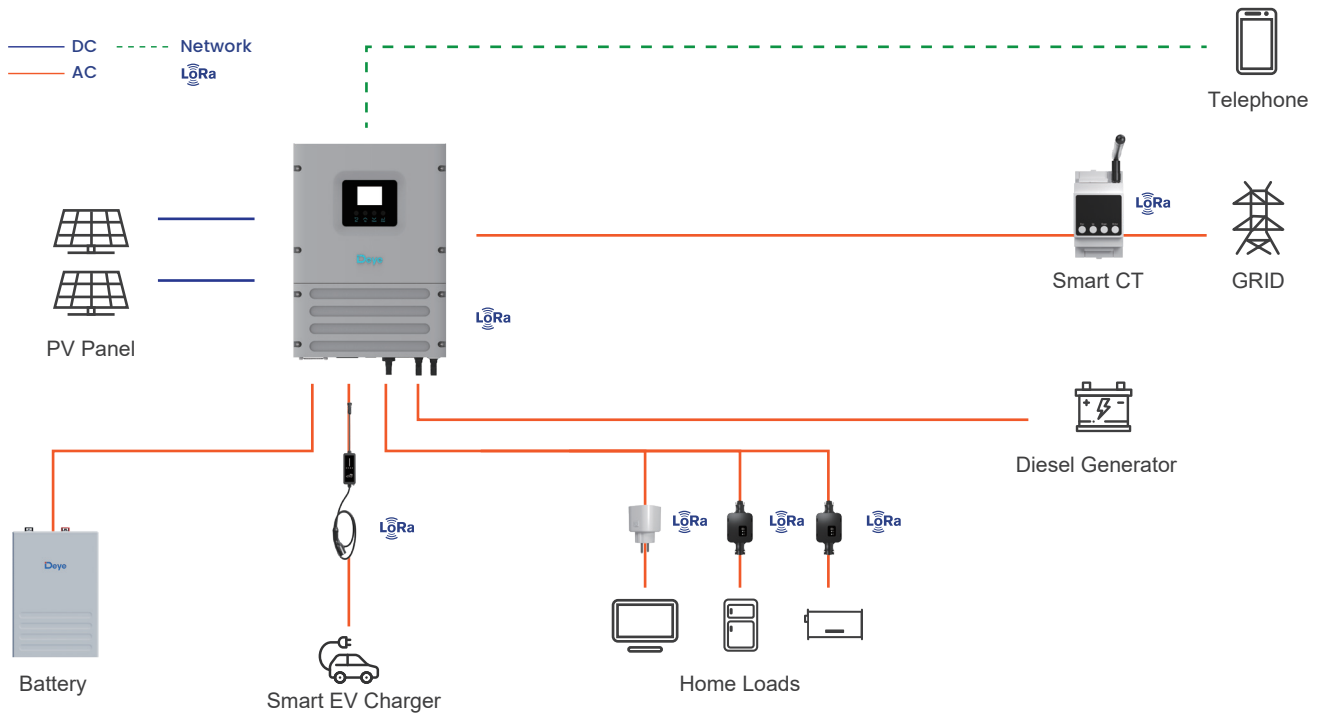 DC
Network
AC
LoRa
Telephone
LoRa
Smart CT
GRID
Deye
PV Panel
LoRa
Diesel Generator
LoRa
LoRa
LoRa
LoRa
Deye
Battery
Smart EV Charger
Home Loads